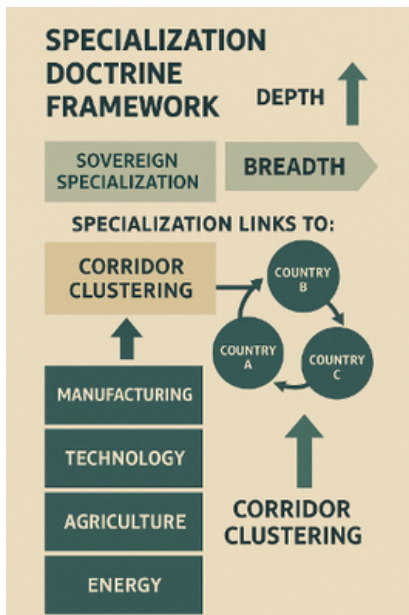 SPECIALIZATION
DOCTRINE
FRAMEWORK
DEPTH
SOVEREIGN
SPECIALIZATION
BREADTH
SPECIALIZATION LINKS TO:
CORRIDOR
CLUSTERING
COUNTRY
B
COUNTRY
A
COUNTRY
C
MANUFACTURING
TECHNOLOGY
AGRICULTURE
ENERGY
CORRIDOR
CLUSTERING